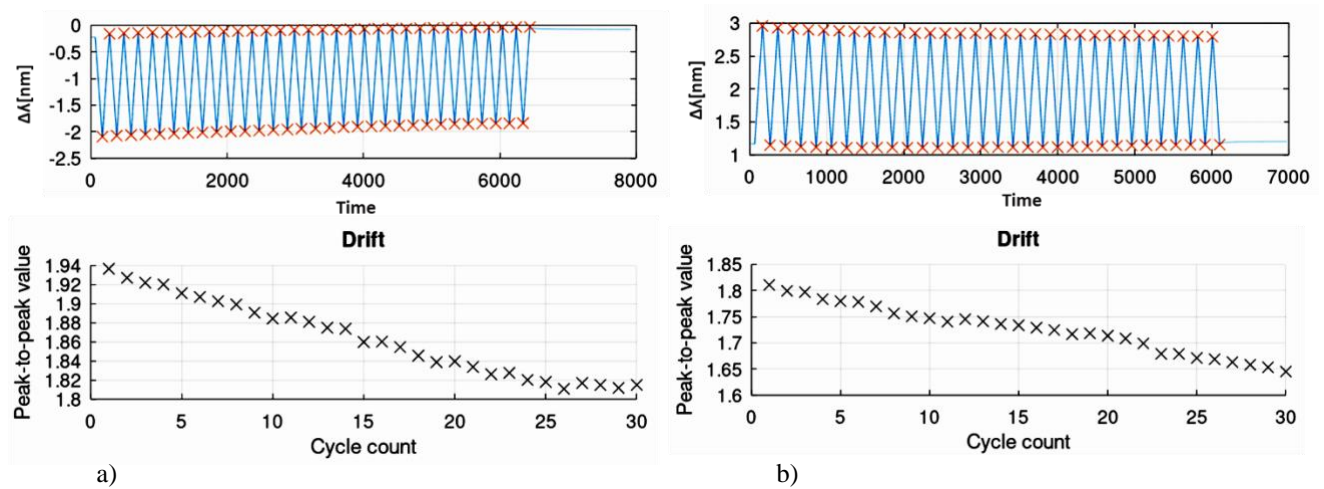 0
-0.5
-1
-1.5
-2
-2.5
Δλ[nm]
0 2000 4000 6000 8000
Time
3
2.5
2
1.5
1
Δλ[nm]
0 1000 2000 3000 4000 5000 6000 7000
Time
Drift
1.94
1.92
1.9
1.88
1.86
1.84
1.82
1.8
Peak-to-peak value
0 5 10 15 20 25 30
Cycle count
Drift
1.85
1.8
1.75
1.7
1.65
1.6
Peak-to-peak value
0 5 10 15 20 25 30
Cycle count
a)
b)